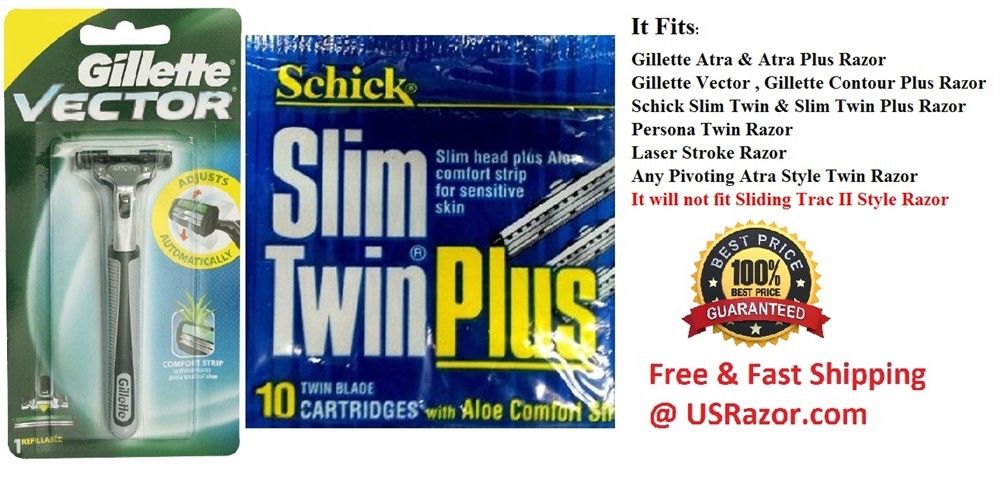 Gillette®
VECTOR®
ADJUSTS
AUTOMATICALLY
COMFORT STRIP
Gillette
1 REFILLABLE
Schick®
Slim
Twin® Plus
Slim head plus Aloe
comfort strip
for sensitive
skin
10 TWIN BLADE
CARTRIDGES with Aloe Comfort
It Fits:
Gillette Atra & Atra Plus Razor
Gillette Vector , Gillette Contour Plus Razor
Schick Slim Twin & Slim Twin Plus Razor
Persona Twin Razor
Laser Stroke Razor
Any Pivoting Atra Style Twin Razor
It will not fit Sliding Trac II Style Razor
BEST PRICE
100%
BEST PRICE
GUARANTEED
Free & Fast Shipping
@ USRazor.com